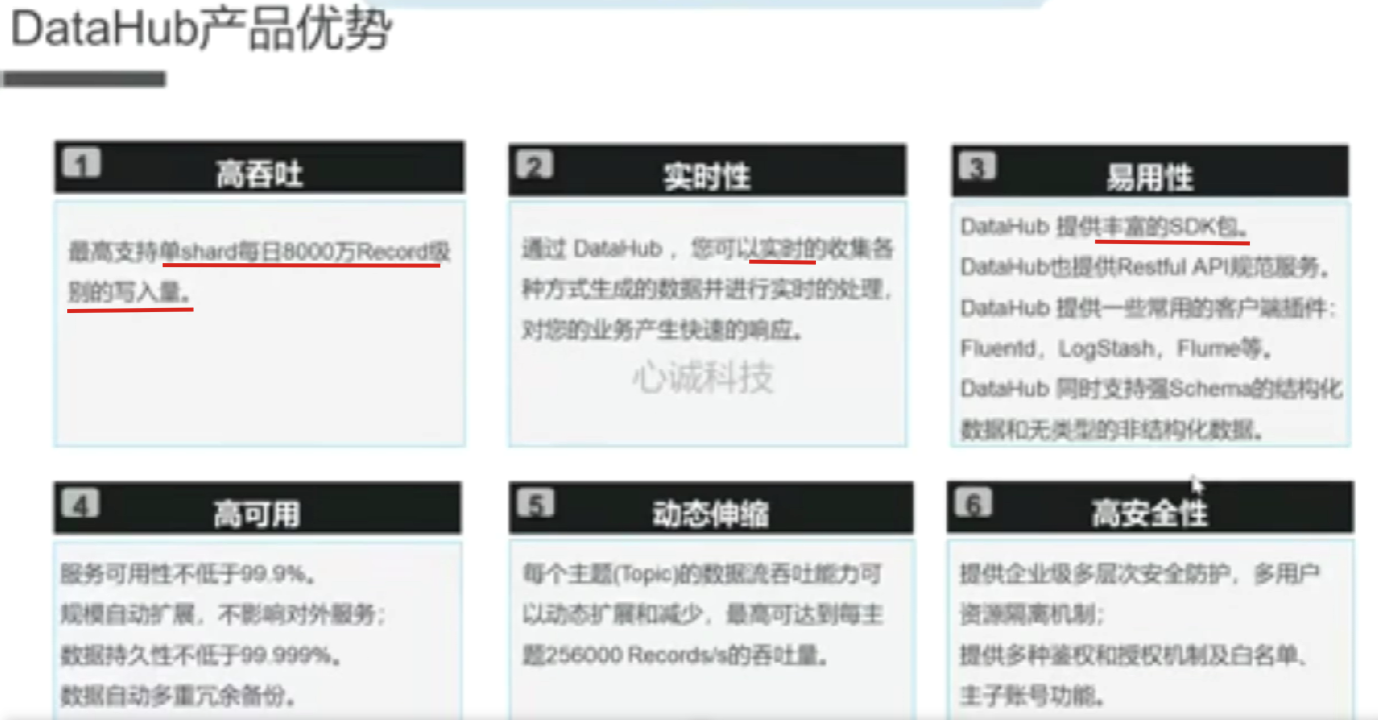 DataHub产品优势
1
高吞吐
最高支持单shard每日8000万Record级
别的写入量。
2
实时性
通过 DataHub ，您可以实时的收集各
种方式生成的数据并进行实时的处理，
对您的业务产生快速的响应。
心诚科技
3
易用性
DataHub 提供丰富的SDK包。
DataHub也提供Restful API规范服务。
DataHub 提供一些常用的客户端插件：
Fluentd，LogStash，Flume等。
DataHub 同时支持强Schema的结构化
数据和无类型的非结构化数据。
4
高可用
服务可用性不低于99.9%。
规模自动扩展，不影响对外服务；
数据持久性不低于99.999%。
数据自动多重冗余备份。
5
动态伸缩
每个主题(Topic)的数据流吞吐能力可
以动态扩展和减少，最高可达到每主
题256000 Records/s的吞吐量。
6
高安全性
提供企业级多层次安全防护，多用户
资源隔离机制；
提供多种鉴权和授权机制及白名单、
主子账号功能。